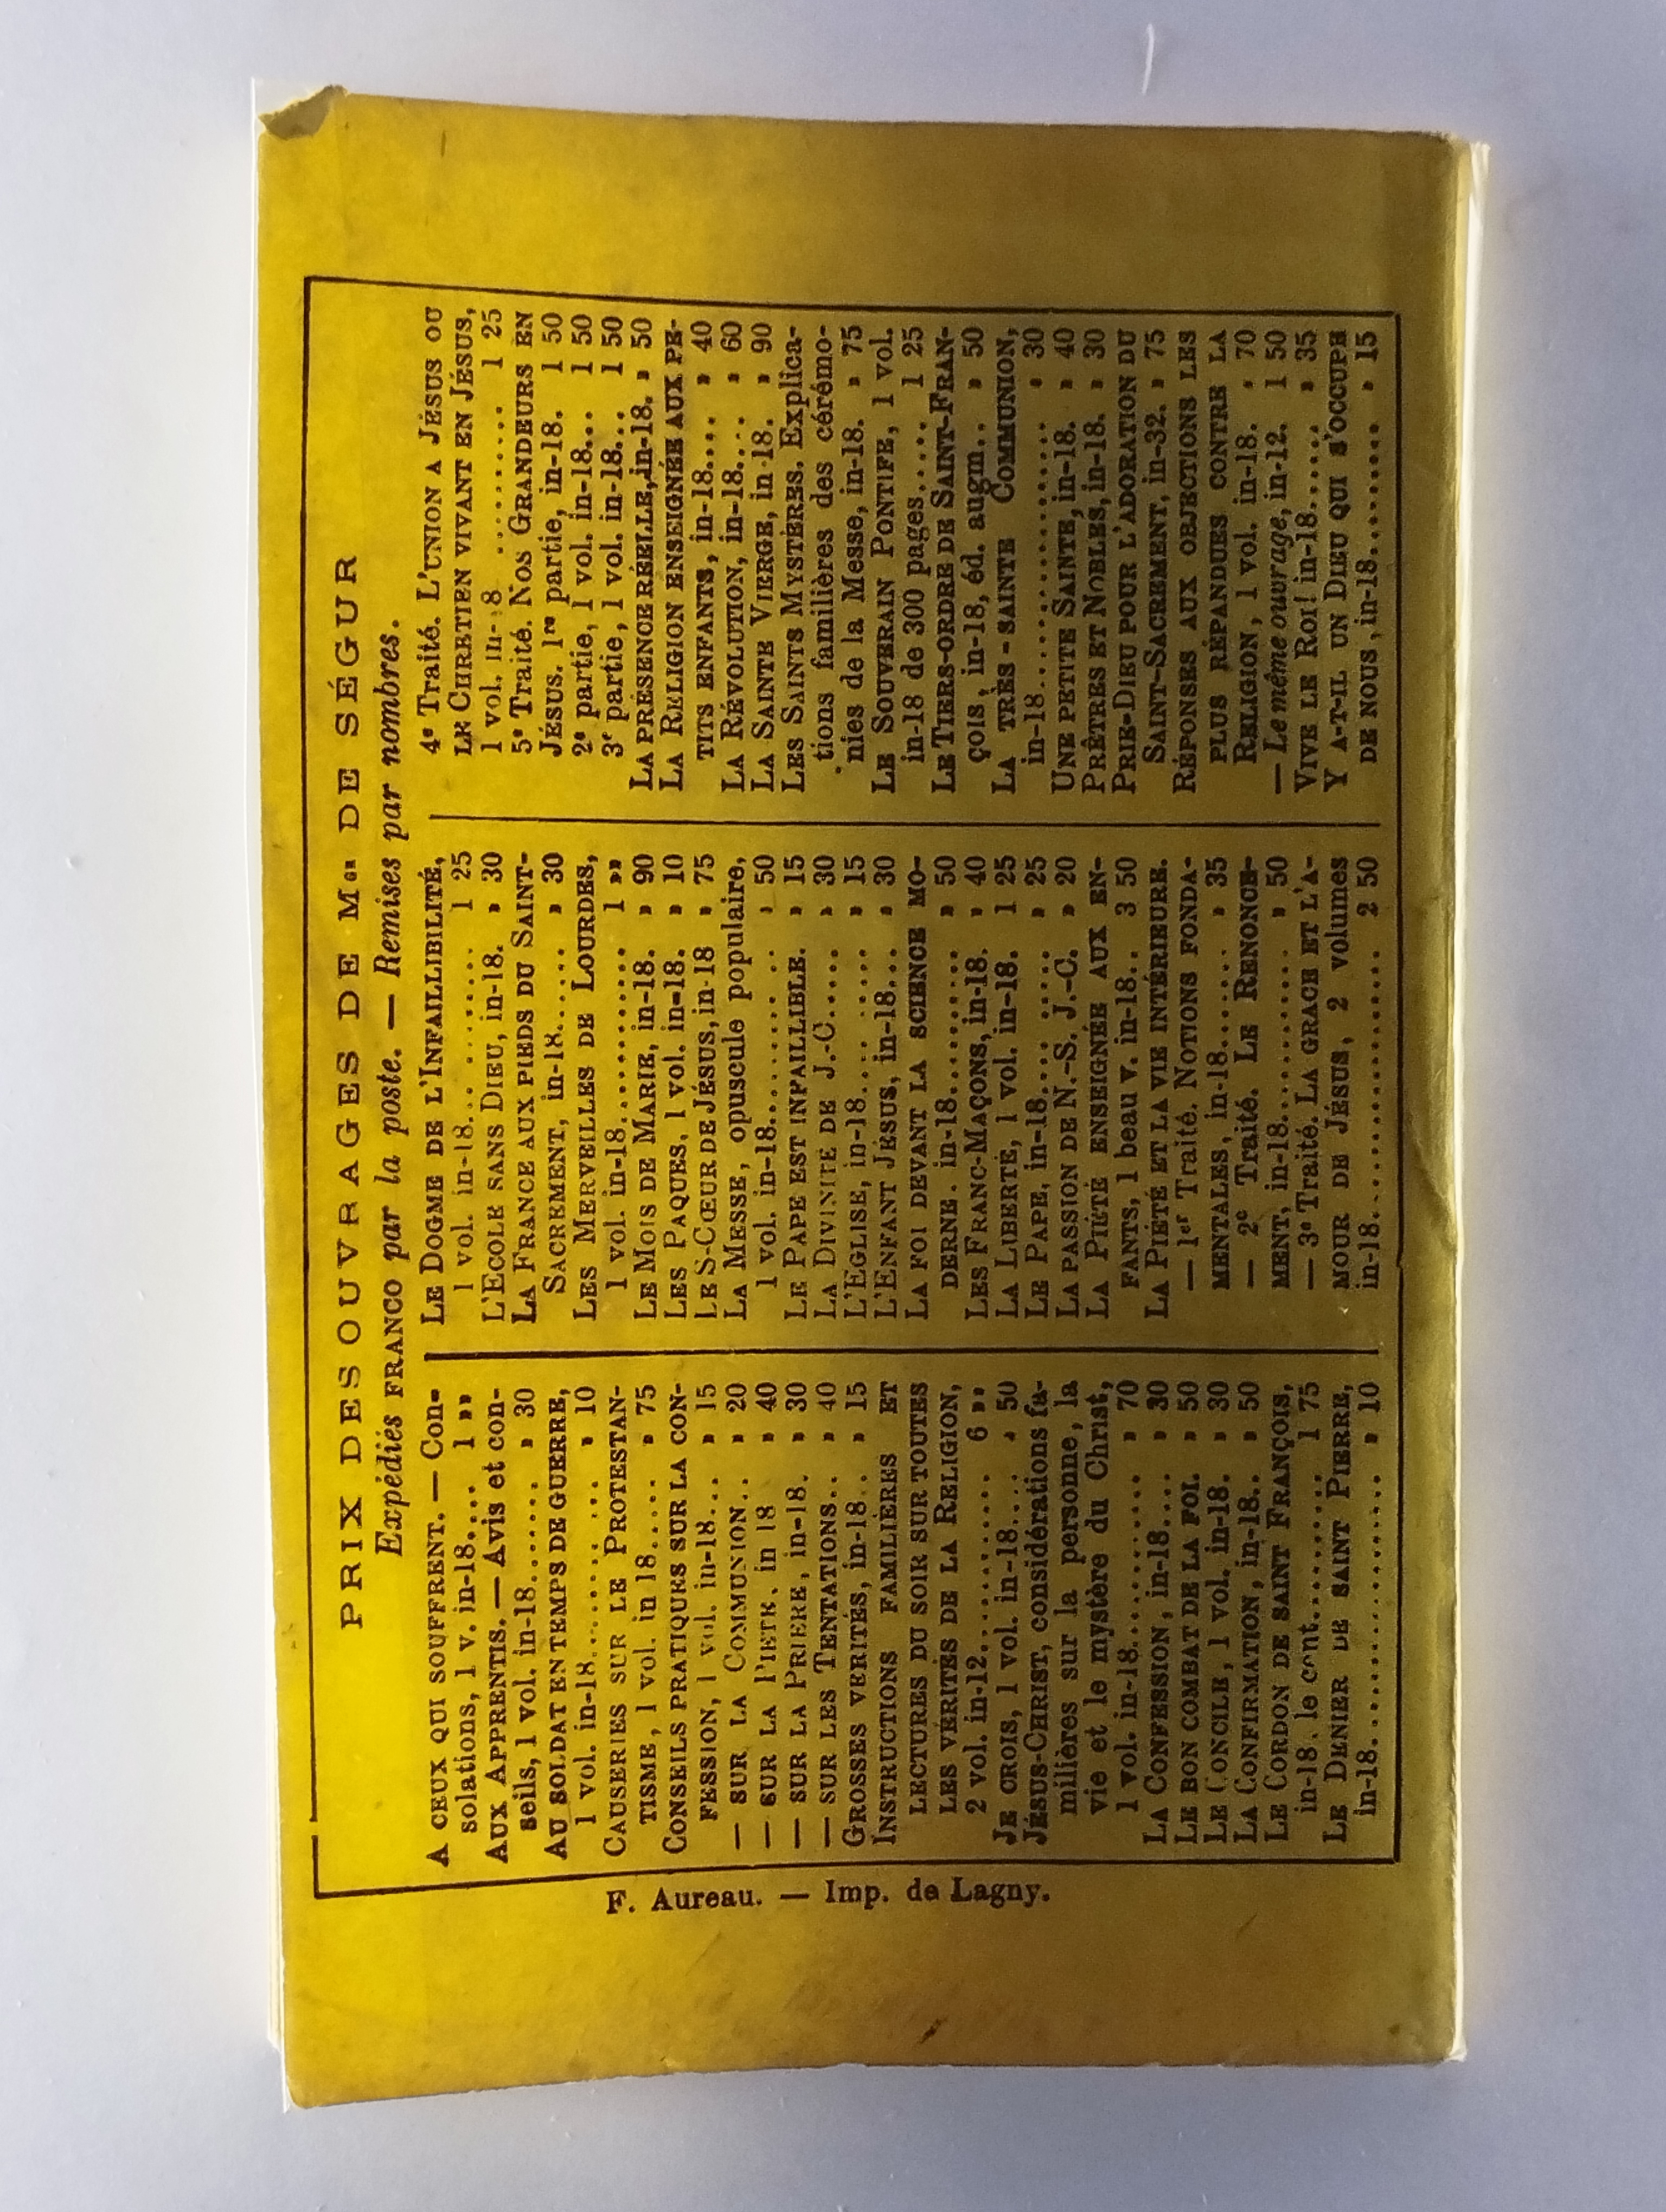 PRIX DES OUVRAGES DE Mgr DE SÉGUR
Expédiés FRANCO par la poste. — Remises par nombres.
A CEUX QUI SOUFFRENT. — Con-
solations, 1 v. in-18.... 1 »»
AUX APPRENTIS. — Avis et con-
seils, 1 vol. in-18....... » 30
AU SOLDAT EN TEMPS DE GUERRE,
1 vol. in-18......... ... » 10
CAUSERIES SUR LE PROTESTAN-
TISME, 1 vol. in 18..... » 75
CONSEILS PRATIQUES SUR LA CON-
FESSION, 1 vol. in-18.... » 15
— SUR LA COMMUNION.. » 20
— SUR LA PIETE. in 18 .... » 40
— SUR LA PRIERE, in-18. » 30
— SUR LES TENTATIONS.. » 40
GROSSES VERITÉS, in-18.. » 15
INSTRUCTIONS FAMILIÈRES ET
LECTURES DU SOIR SUR TOUTES
LES VÉRITÉS DE LA RELIGION,
2 vol. in-12............ 6 »»
JE CROIS, 1 vol. in-18.... » 50
JÉSUS-CHRIST, considérations fa-
milières sur la personne, la
vie et le mystère du Christ,
1 vol. in-18............ » 70
LA CONFESSION, in-18.... » 30
LE BON COMBAT DE LA FOI. » 50
LE CONCILE, 1 vol. in-18. » 30
LA CONFIRMATION, in-18.. » 50
LE CORDON DE SAINT FRANÇOIS,
in-18. le cent.......... 1 75
LE DENIER DE SAINT PIERRE,
in-18.................. » 10
LE DOGME DE L'INFAILLIBILITÉ,
1 vol. in-18... ........ 1 25
L'ECOLE SANS DIEU, in-18. » 30
LA FRANCE AUX PIEDS DU SAINT-
SACREMENT, in-18...... » 30
LES MERVEILLES DE LOURDES,
1 vol. in-18............ 1 »»
LE MOIS DE MARIE, in-18. » 90
LES PAQUES, 1 vol. in-18. » 10
LE S-CŒUR DE JÉSUS, in-18 » 75
LA MESSE, opuscule populaire,
1 vol. in-18............ » 50
LE PAPE EST INFAILLIBLE. » 15
LA DIVINITÉ DE J.-C..... » 30
L'EGLISE, in-18.... ..... » 15
L'ENFANT JÉSUS, in-18... » 30
LA FOI DEVANT LA SCIENCE MO-
DERNE. in-18.......... » 50
LES FRANC-MAÇONS, in-18. » 40
LA LIBERTÉ, 1 vol. in-18. 1 25
LE PAPE, in-18.... ..... » 25
LA PASSION DE N.-S. J.-C. » 20
LA PIÉTÉ ENSEIGNÉE AUX EN-
FANTS, 1 beau v. in-18.. 3 50
LA PIÉTÉ ET LA VIE INTÉRIEURE.
— 1er Traité. NOTIONS FONDA-
MENTALES, in-18....... » 35
— 2e Traité. LE RENONCE-
MENT, in-18............ » 50
— 3e Traité. LA GRACE ET L'A-
MOUR DE JÉSUS, 2 volumes
in-18.................. 2 50
4e Traité. L'UNION A JÉSUS OU
LE CHRETIEN VIVANT EN JÉSUS,
1 vol. in-18 .......... 1 25
5e Traité. NOS GRANDEURS EN
JÉSUS. 1re partie, in-18. 1 50
2e partie, 1 vol. in-18... 1 50
3e partie, 1 vol. in-18... 1 50
LA PRÉSENCE RÉELLE, in-18. » 50
LA RELIGION ENSEIGNÉE AUX PE-
TITS ENFANTS, in-18.... » 40
LA RÉVOLUTION, in-18.... » 60
LA SAINTE VIERGE, in-18. » 90
LES SAINTS MYSTÈRES. Explica-
tions familières des cérémo-
nies de la Messe, in-18. » 75
LE SOUVERAIN PONTIFE, 1 vol.
in-18 de 300 pages..... 1 25
LE TIERS-ORDRE DE SAINT-FRAN-
ÇOIS, in-18, éd. augm.. » 50
LA TRÈS-SAINTE COMMUNION,
in-18.................. » 30
UNE PETITE SAINTE, in-18. » 40
PRÊTRES ET NOBLES, in-18. » 30
PRIE-DIEU POUR L'ADORATION DU
SAINT-SACREMENT, in-32. » 75
RÉPONSES AUX OBJECTIONS LES
PLUS RÉPANDUES CONTRE LA
RELIGION, 1 vol. in-18. » 70
— Le même ouvrage, in-12. 1 50
VIVE LE ROI! in-18...... » 35
Y A-T-IL UN DIEU QUI S'OCCUPE
DE NOUS, in-18......... » 15
F. Aureau. — Imp. de Lagny.